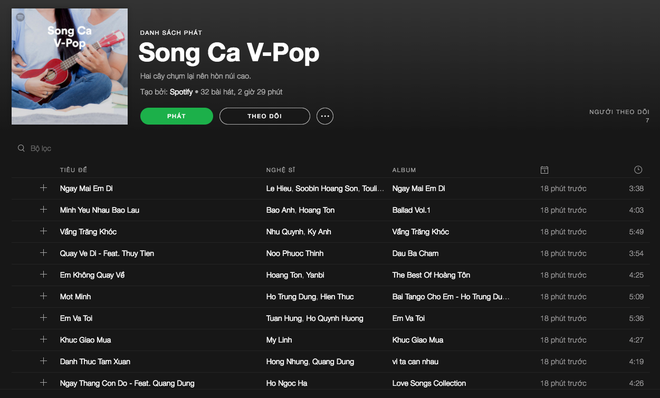 Song Ca
V-Pop
DANH SÁCH PHÁT
Song Ca V-Pop
Hai cây chụm lại nên hòn núi cao.
Tạo bởi: Spotify • 32 bài hát, 2 giờ 29 phút
PHÁT
THEO DÕI
NGƯỜI THEO DÕI
7
Bộ lọc
TIÊU ĐỀ NGHỆ SĨ ALBUM
Ngay Mai Em Di Le Hieu, Soobin Hoang Son, Touli... Ngay Mai Em Di 18 phút trước 3:38
Minh Yeu Nhau Bao Lau Bao Anh, Hoang Ton Ballad Vol.1 18 phút trước 4:03
Vầng Trăng Khóc Nhu Quynh, Ky Anh Vầng Trăng Khóc 18 phút trước 5:49
Quay Ve Di - Feat. Thuy Tien Noo Phuoc Thinh Dau Ba Cham 18 phút trước 3:54
Em Không Quay Về Hoang Ton, Yanbi The Best Of Hoàng Tôn 18 phút trước 4:25
Mot Minh Ho Trung Dung, Hien Thuc Bai Tango Cho Em - Ho Trung Du... 18 phút trước 5:09
Em Va Toi Tuan Hung, Ho Quynh Huong Em Va Toi 18 phút trước 5:36
Khuc Giao Mua My Linh Khuc Giao Mua 18 phút trước 4:27
Danh Thuc Tam Xuan Hong Nhung, Quang Dung vi ta can nhau 18 phút trước 4:19
Ngay Thang Con Do - Feat. Quang Dung Ho Ngoc Ha Love Songs Collection 18 phút trước 4:26